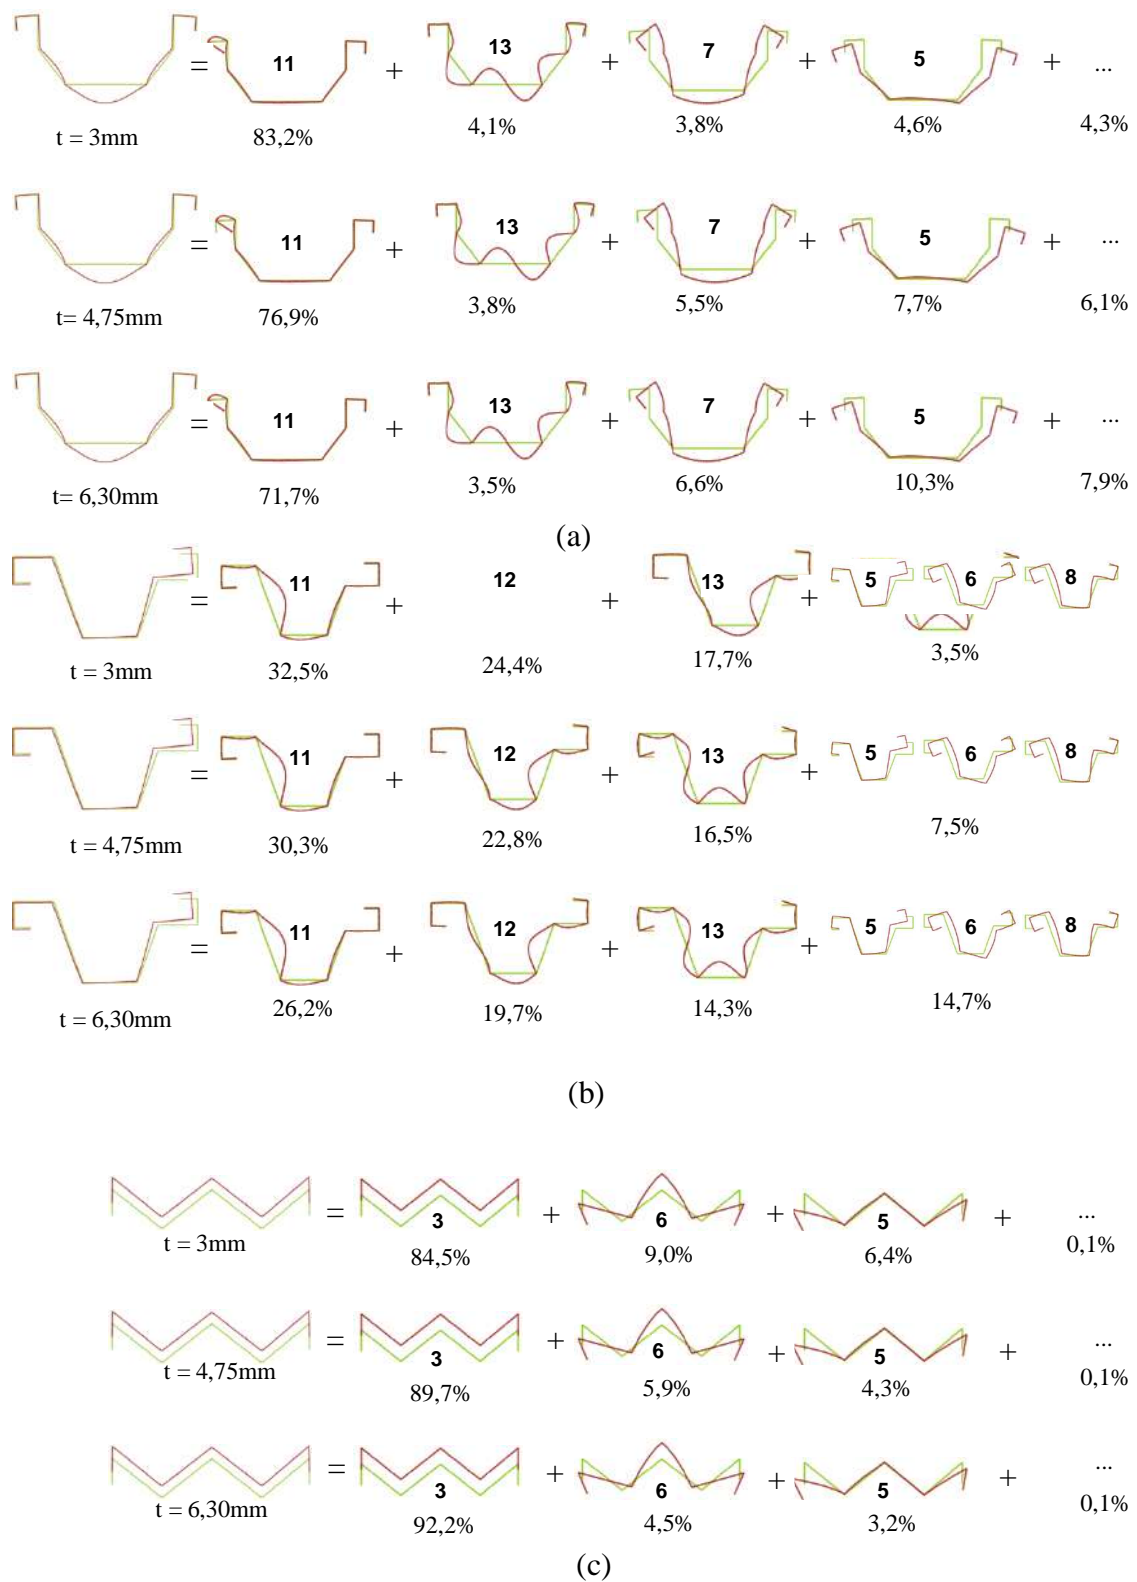 = 11 + 13 + 7 + 5 + ...
t = 3mm 83,2% 4,1% 3,8% 4,6% 4,3%
= 11 + 13 + 7 + 5 + ...
t= 4,75mm 76,9% 3,8% 5,5% 7,7% 6,1%
= 11 + 13 + 7 + 5 + ...
t= 6,30mm 71,7% 3,5% 6,6% 10,3% 7,9%
(a)
= 11 + 12 + 13 + 5 6 8
t = 3mm 32,5% 24,4% 17,7% 3,5%
= 11 + 12 + 13 + 5 6 8
t = 4,75mm 30,3% 22,8% 16,5% 7,5%
= 11 + 12 + 13 + 5 6 8
t = 6,30mm 26,2% 19,7% 14,3% 14,7%
(b)
= 3 + 6 + 5 + ...
t = 3mm 84,5% 9,0% 6,4% 0,1%
= 3 + 6 + 5 + ...
t = 4,75mm 89,7% 5,9% 4,3% 0,1%
= 3 + 6 + 5 + ...
t = 6,30mm 92,2% 4,5% 3,2% 0,1%
(c)